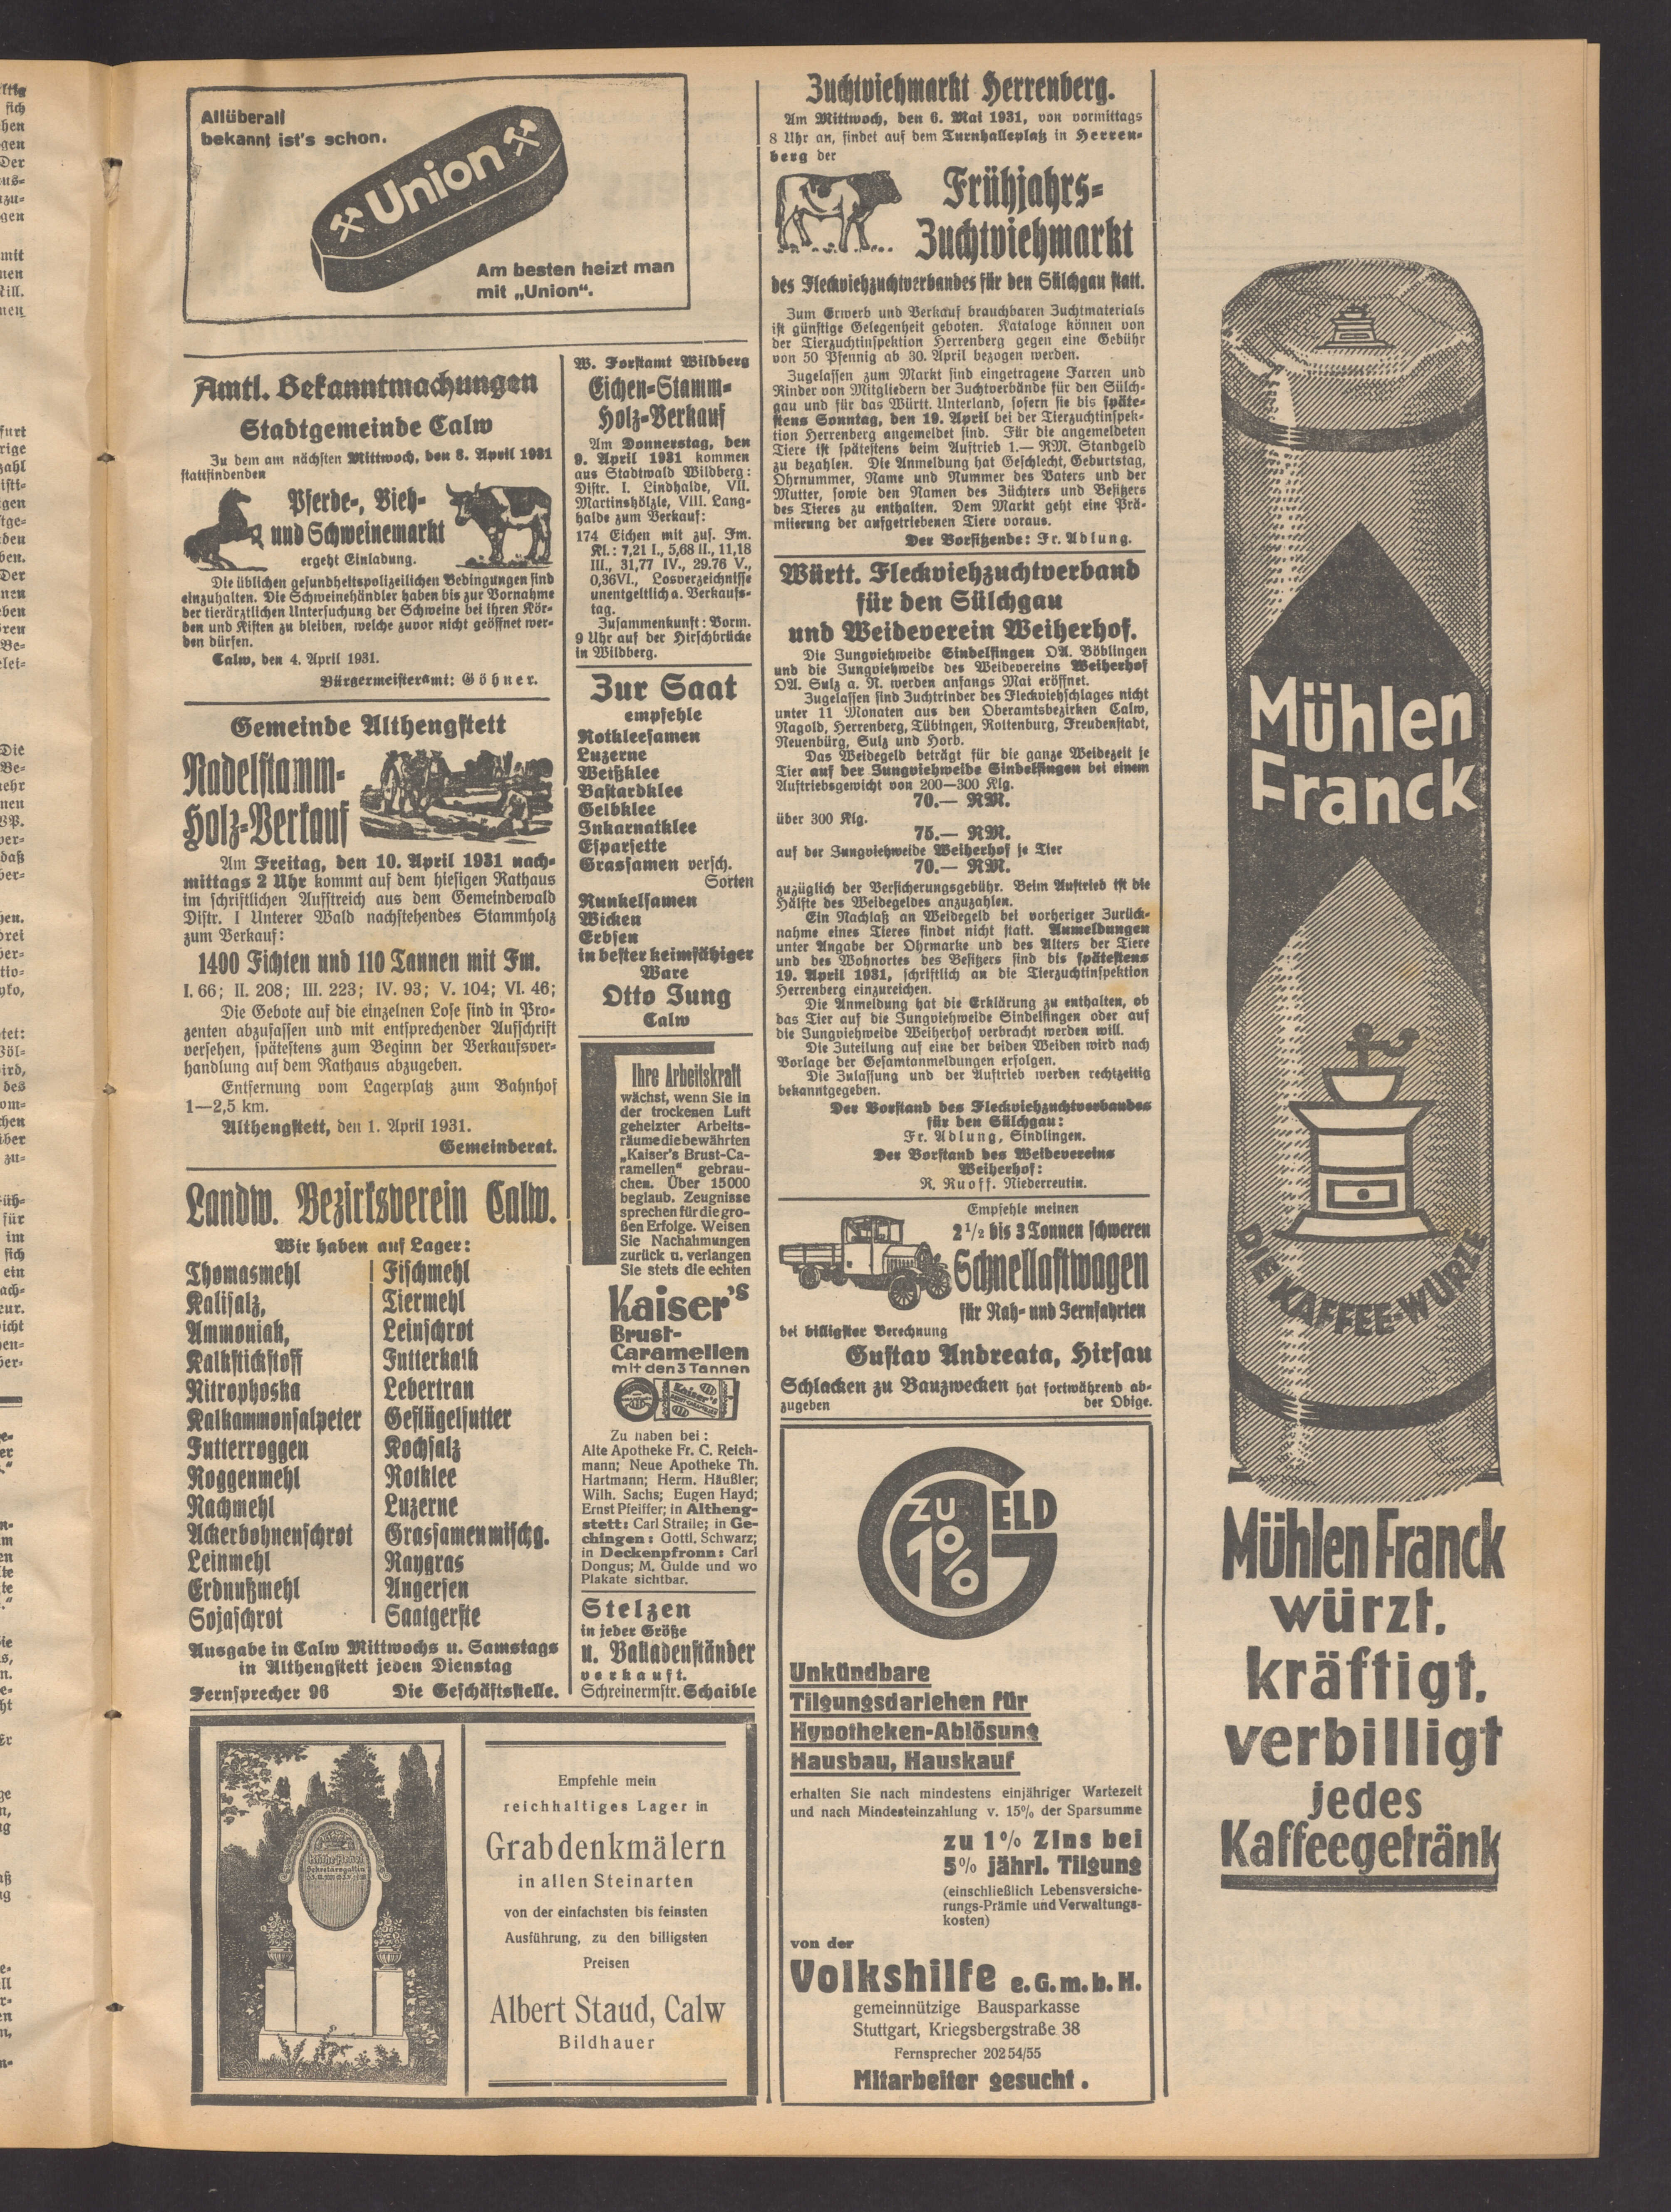 Allüberall
bekannt ist's schon.
Union
Am besten heizt man
mit „Union“.
Amtl. Bekanntmachungen
Stadtgemeinde Calw
Zu dem am nächsten Mittwoch, den 8. April 1931
stattfindenden
Pferde-, Vieh-
und Schweinemarkt
ergeht Einladung.
Die üblichen gesundheitspolizeilichen Bedingungen sind
einzuhalten. Die Schweinehändler haben bis zur Vornahme
der tierärztlichen Untersuchung der Schweine bei ihren Kör-
ben und Kisten zu bleiben, welche zuvor nicht geöffnet wer-
den dürfen.
Calw, den 4. April 1931.
Bürgermeisteramt: Göhner.
Gemeinde Althengstett
Nadelstamm-
Holz-Verkauf
Am Freitag, den 10. April 1931 nach-
mittags 2 Uhr kommt auf dem hiesigen Rathaus
im schriftlichen Aufstreich aus dem Gemeindewald
Distr. I Unterer Wald nachstehendes Stammholz
zum Verkauf:
1400 Fichten und 110 Tannen mit Fm.
I. 66; II. 208; III. 223; IV. 93; V. 104; VI. 46;
Die Gebote auf die einzelnen Lose sind in Pro-
zenten abzufassen und mit entsprechender Aufschrift
versehen, spätestens zum Beginn der Verkaufsver-
handlung auf dem Rathaus abzugeben.
Entfernung vom Lagerplatz zum Bahnhof
1—2,5 km.
Althengstett, den 1. April 1931.
Gemeinderat.
Landw. Bezirksverein Calw.
Wir haben auf Lager:
Thomasmehl
Kalisalz,
Ammoniak,
Kalkstickstoff
Nitrophoska
Kalkammonsalpeter
Futterroggen
Roggenmehl
Nachmehl
Ackerbohnenschrot
Leinmehl
Erdnußmehl
Sojaschrot
Fischmehl
Tiermehl
Leinschrot
Futterkalk
Lebertran
Geflügelfutter
Kochsalz
Rotklee
Luzerne
Grassamenmischg.
Raygras
Angersen
Saatgerste
Ausgabe in Calw Mittwochs u. Samstags
in Althengstett jeden Dienstag
Fernsprecher 96 Die Geschäftsstelle.
W. Forstamt Wildberg
Eichen-Stamm-
Holz-Verkauf
Am Donnerstag, den
9. April 1931 kommen
aus Stadtwald Wildberg:
Distr. I. Lindhalde, VII.
Martinshölzle, VIII. Lang-
halde zum Verkauf:
174 Eichen mit zus. Fm.
Kl.: 7,21 I., 5,68 II., 11,18
III., 31,77 IV., 29.76 V.,
0,36 VI., Losverzeichnisse
unentgeltlich a. Verkaufs-
tag.
Zusammenkunft: Vorm.
9 Uhr auf der Hirschbrücke
in Wildberg.
Zur Saat
empfehle
Rotkleesamen
Luzerne
Weißklee
Bastardklee
Gelbklee
Inkarnatklee
Esparsette
Grassamen versch.
Sorten
Runkelsamen
Wicken
Erbsen
in bester keimfähiger
Ware
Otto Jung
Calw
Ihre Arbeitskraft
wächst, wenn Sie in
der trockenen Luft
geheizter Arbeits-
räume die bewährten
„Kaiser's Brust-Ca-
ramellen“ gebrau-
chen. Über 15000
beglaub. Zeugnisse
sprechen für die gro-
ßen Erfolge. Weisen
Sie Nachahmungen
zurück u. verlangen
Sie stets die echten
Kaiser's
Brust-
Caramellen
mit den 3 Tannen
Zu haben bei:
Alte Apotheke Fr. C. Reich-
mann; Neue Apotheke Th.
Hartmann; Herm. Häußler;
Wilh. Sachs; Eugen Hayd;
Ernst Pfeiffer; in Altheng-
stett: Carl Straile; in Ge-
chingen: Gottl. Schwarz;
in Deckenpfronn: Carl
Dongus; M. Gulde und wo
Plakate sichtbar.
Stelzen
in jeder Größe
u. Balladenständer
verkauft.
Schreinermstr. Schaible
Empfehle mein
reichhaltiges Lager in
Grabdenkmälern
in allen Steinarten
von der einfachsten bis feinsten
Ausführung, zu den billigsten
Preisen
Albert Staud, Calw
Bildhauer
Zuchtviehmarkt Herrenberg.
Am Mittwoch, den 6. Mai 1931, von vormittags
8 Uhr an, findet auf dem Turnhalleplatz in Herren-
berg der
Frühjahrs-
Zuchtviehmarkt
des Fleckviehzuchtverbandes für den Sülchgau statt.
Zum Erwerb und Verkauf brauchbaren Zuchtmaterials
ist günstige Gelegenheit geboten. Kataloge können von
der Tierzuchtinspektion Herrenberg gegen eine Gebühr
von 50 Pfennig ab 30. April bezogen werden.
Zugelassen zum Markt sind eingetragene Farren und
Rinder von Mitgliedern der Zuchtverbände für den Sülch-
gau und für das Württ. Unterland, sofern sie bis späte-
stens Sonntag, den 19. April bei der Tierzuchtinspek-
tion Herrenberg angemeldet sind. Für die angemeldeten
Tiere ist spätestens beim Auftrieb 1.— RM. Standgeld
zu bezahlen. Die Anmeldung hat Geschlecht, Geburtstag,
Ohrnummer, Name und Nummer des Vaters und der
Mutter, sowie den Namen des Züchters und Besitzers
des Tieres zu enthalten. Dem Markt geht eine Prä-
miierung der aufgetriebenen Tiere voraus.
Der Vorsitzende: Fr. Adlung.
Württ. Fleckviehzuchtverband
für den Sülchgau
und Weideverein Weiherhof.
Die Jungviehweide Sindelfingen OA. Böblingen
und die Jungviehweide des Weidevereins Weiherhof
OA. Sulz a. N. werden anfangs Mai eröffnet.
Zugelassen sind Zuchtrinder des Fleckviehschlages nicht
unter 11 Monaten aus den Oberamtsbezirken Calw,
Nagold, Herrenberg, Tübingen, Rottenburg, Freudenstadt,
Neuenbürg, Sulz und Horb.
Das Weidegeld beträgt für die ganze Weidezeit je
Tier auf der Jungviehweide Sindelfingen bei einem
Auftriebsgewicht von 200—300 Klg.
70.— RM.
über 300 Klg.
75.— RM.
auf der Jungviehweide Weiherhof je Tier
70.— RM.
zuzüglich der Versicherungsgebühr. Beim Auftrieb ist die
Hälfte des Weidegeldes anzuzahlen.
Ein Nachlaß an Weidegeld bei vorheriger Zurück-
nahme eines Tieres findet nicht statt. Anmeldungen
unter Angabe der Ohrmarke und des Alters der Tiere
und des Wohnortes des Besitzers sind bis spätestens
19. April 1931, schriftlich an die Tierzuchtinspektion
Herrenberg einzureichen.
Die Anmeldung hat die Erklärung zu enthalten, ob
das Tier auf die Jungviehweide Sindelfingen oder auf
die Jungviehweide Weiherhof verbracht werden will.
Die Zuteilung auf eine der beiden Weiden wird nach
Vorlage der Gesamtanmeldungen erfolgen.
Die Zulassung und der Auftrieb werden rechtzeitig
bekanntgegeben.
Der Vorstand des Fleckviehzuchtverbandes
für den Sülchgau:
Fr. Adlung, Sindlingen.
Der Vorstand des Weidevereins
Weiherhof:
R. Ruoff. Niederreutin.
Empfehle meinen
2 1/2 bis 3 Tonnen schweren
Schnellastwagen
für Nah- und Fernfahrten
bei billigster Berechnung
Gustav Andreata, Hirsau
Schlacken zu Bauzwecken hat fortwährend ab-
zugeben der Obige.
GELD
ZU
1%
Unkündbare
Tilgungsdarlehen für
Hypotheken-Ablösung
Hausbau, Hauskauf
erhalten Sie nach mindestens einjähriger Wartezeit
und nach Mindesteinzahlung v. 15% der Sparsumme
zu 1% Zins bei
5% jährl. Tilgung
(einschließlich Lebensversiche-
rungs-Prämie und Verwaltungs-
kosten)
von der
Volkshilfe e.G.m.b.H.
gemeinnützige Bausparkasse
Stuttgart, Kriegsbergstraße 38
Fernsprecher 20254/55
Mitarbeiter gesucht.
Mühlen
Franck
DIE KAFFEE-WÜRZE
Mühlen Franck
würzt,
kräftigt,
verbilligt
jedes
Kaffeegetränk